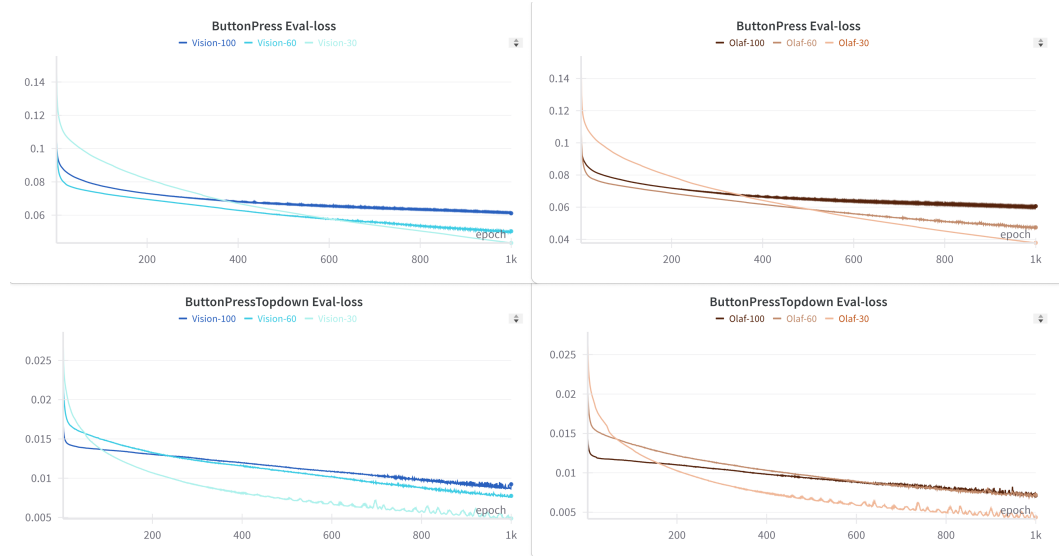 ButtonPress Eval-loss
Vision-100 Vision-60 Vision-30
0.14
0.12
0.1
0.08
0.06
epoch
200 400 600 800 1k
ButtonPress Eval-loss
Olaf-100 Olaf-60 Olaf-30
0.14
0.12
0.1
0.08
0.06
0.04
epoch
200 400 600 800 1k
ButtonPressTopdown Eval-loss
Vision-100 Vision-60 Vision-30
0.025
0.02
0.015
0.01
0.005
epoch
200 400 600 800 1k
ButtonPressTopdown Eval-loss
Olaf-100 Olaf-60 Olaf-30
0.025
0.02
0.015
0.01
0.005
epoch
200 400 600 800 1k